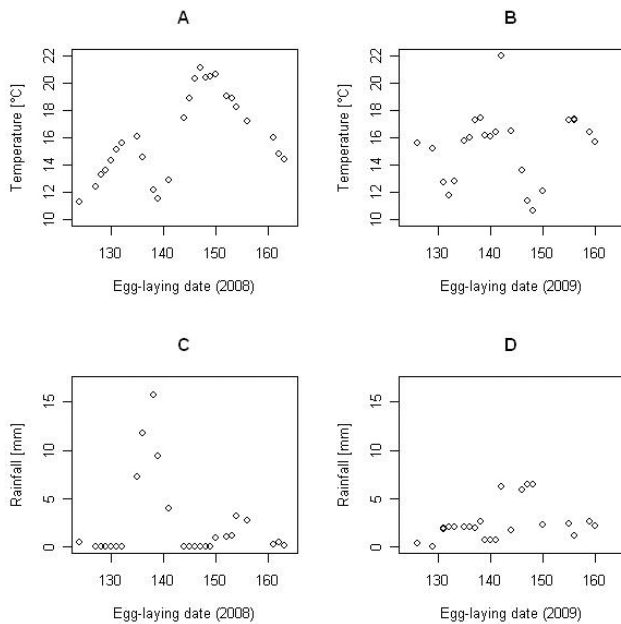 A
Temperature [°C]
22
20
18
16
14
12
10
130 140 150 160
Egg-laying date (2008)
B
Temperature [°C]
22
20
18
16
14
12
10
130 140 150 160
Egg-laying date (2009)
C
Rainfall [mm]
15
10
5
0
130 140 150 160
Egg-laying date (2008)
D
Rainfall [mm]
15
10
5
0
130 140 150 160
Egg-laying date (2009)